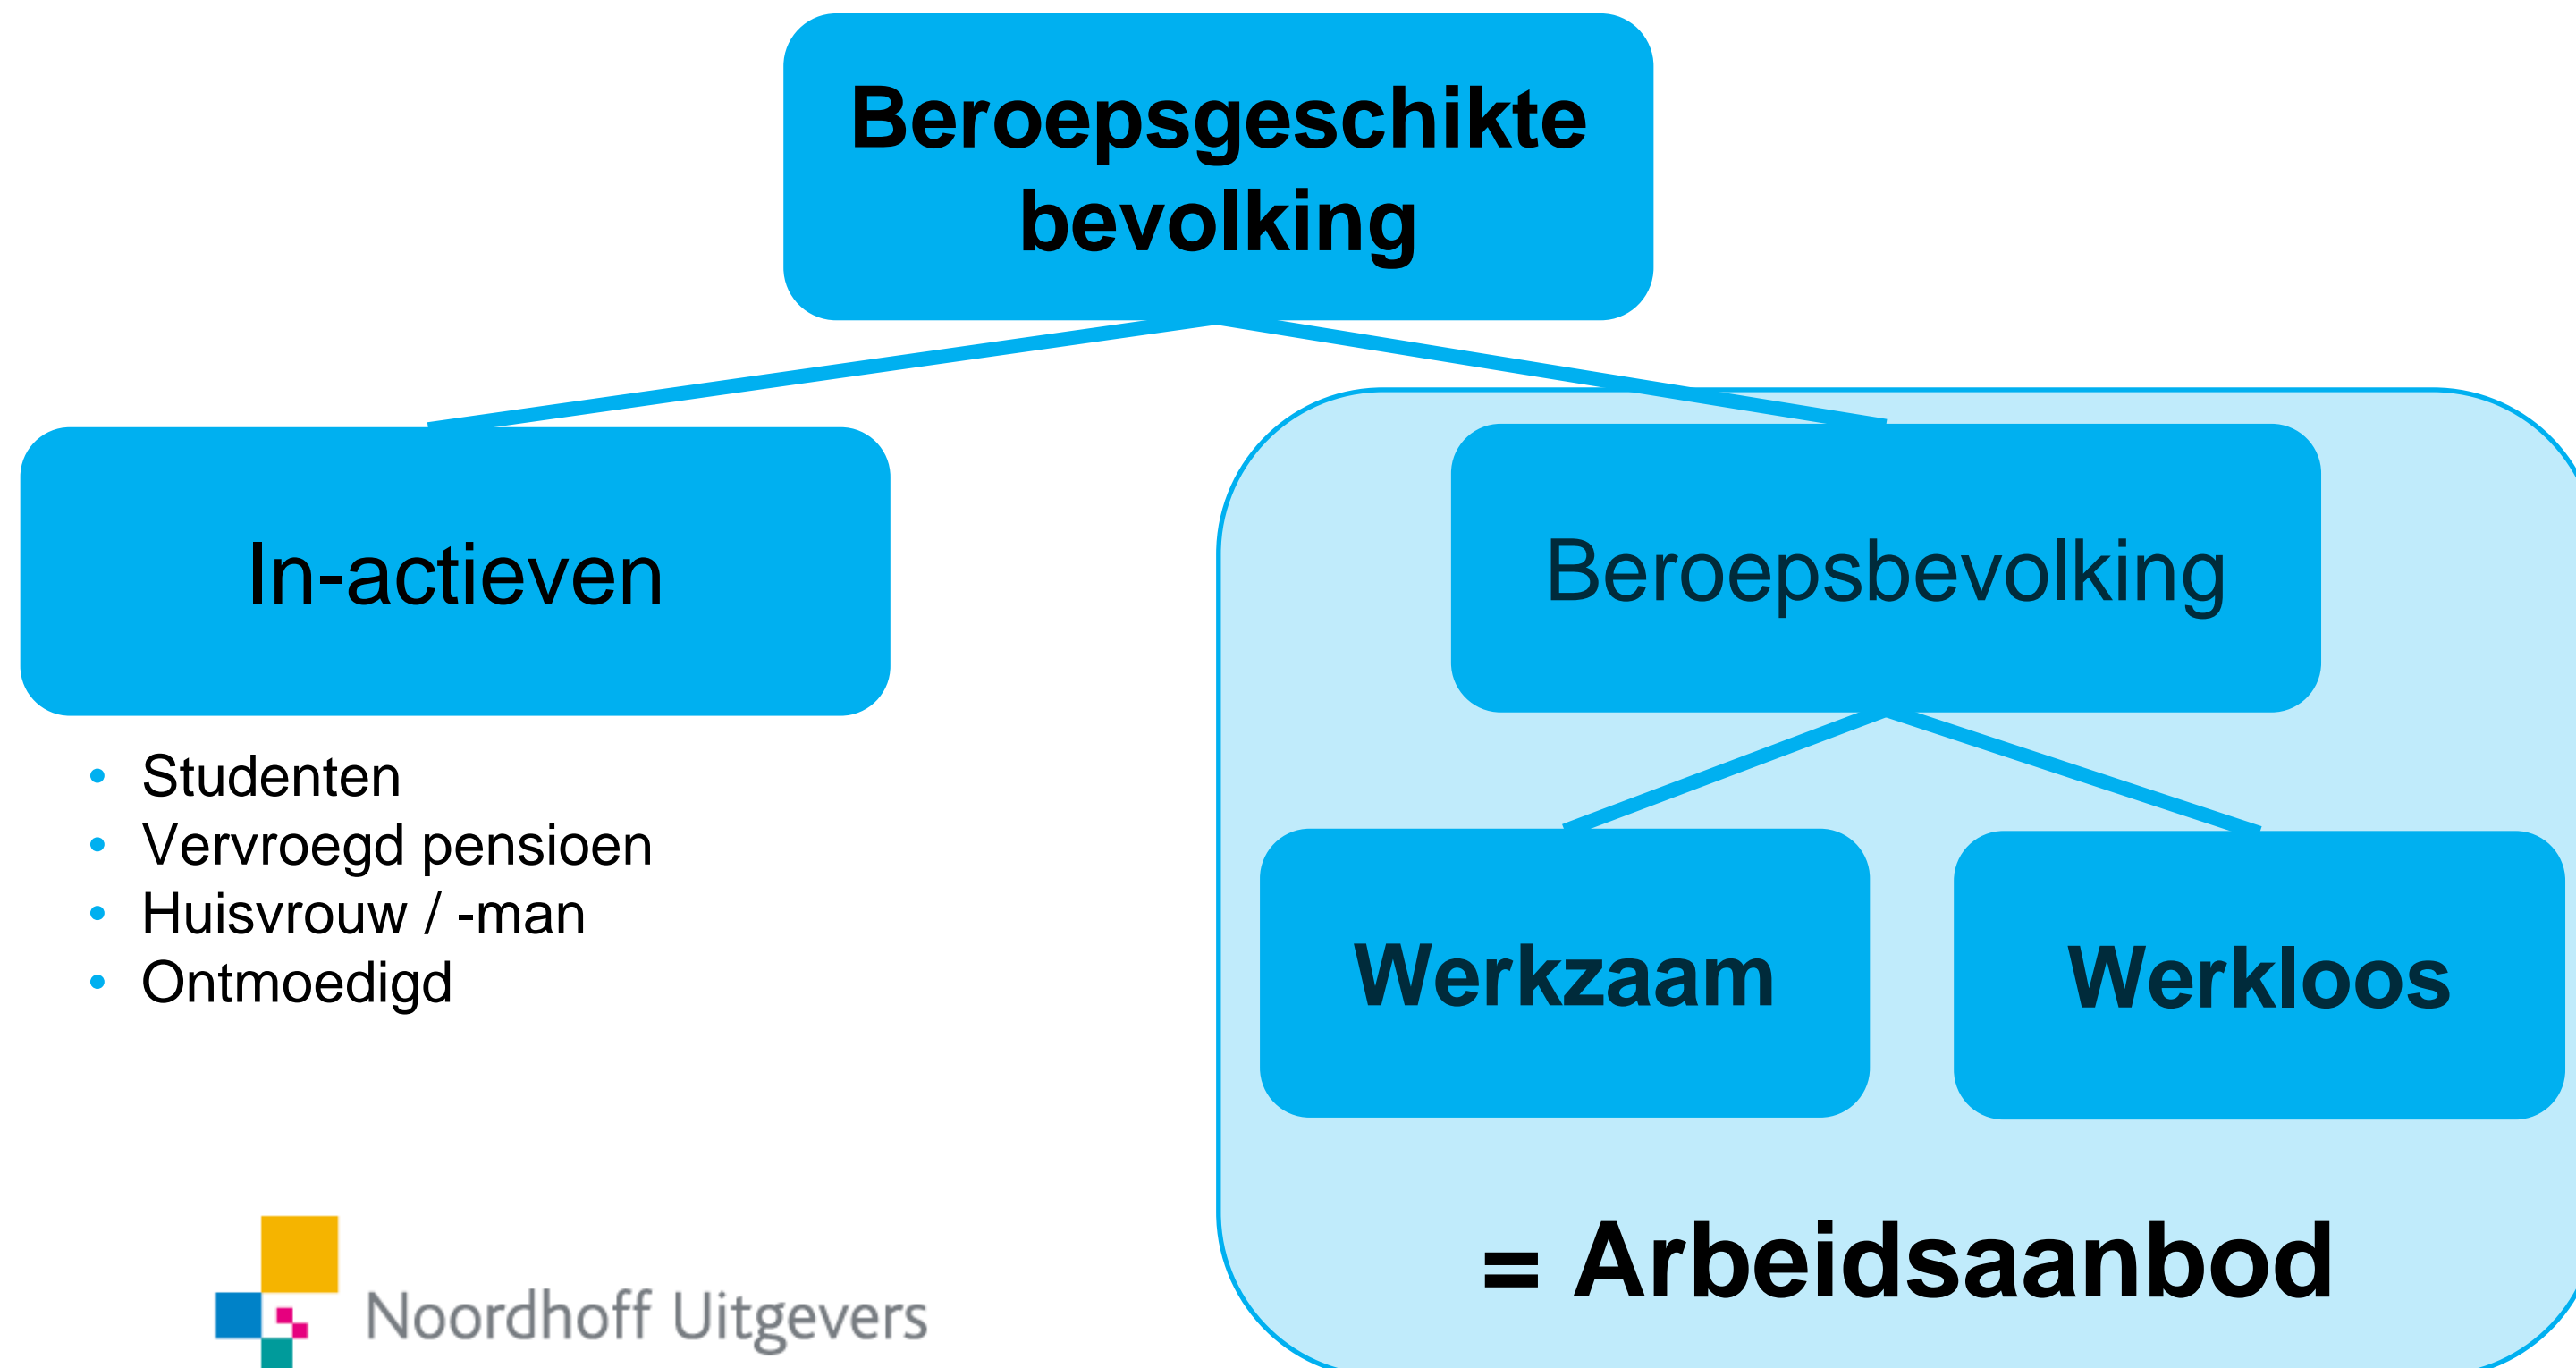 Beroepsgeschikte
bevolking
In-actieven
Beroepsbevolking
• Studenten
• Vervroegd pensioen
• Huisvrouw / -man
• Ontmoedigd
Werkzaam
Werkloos
= Arbeidsaanbod
Noordhoff Uitgevers